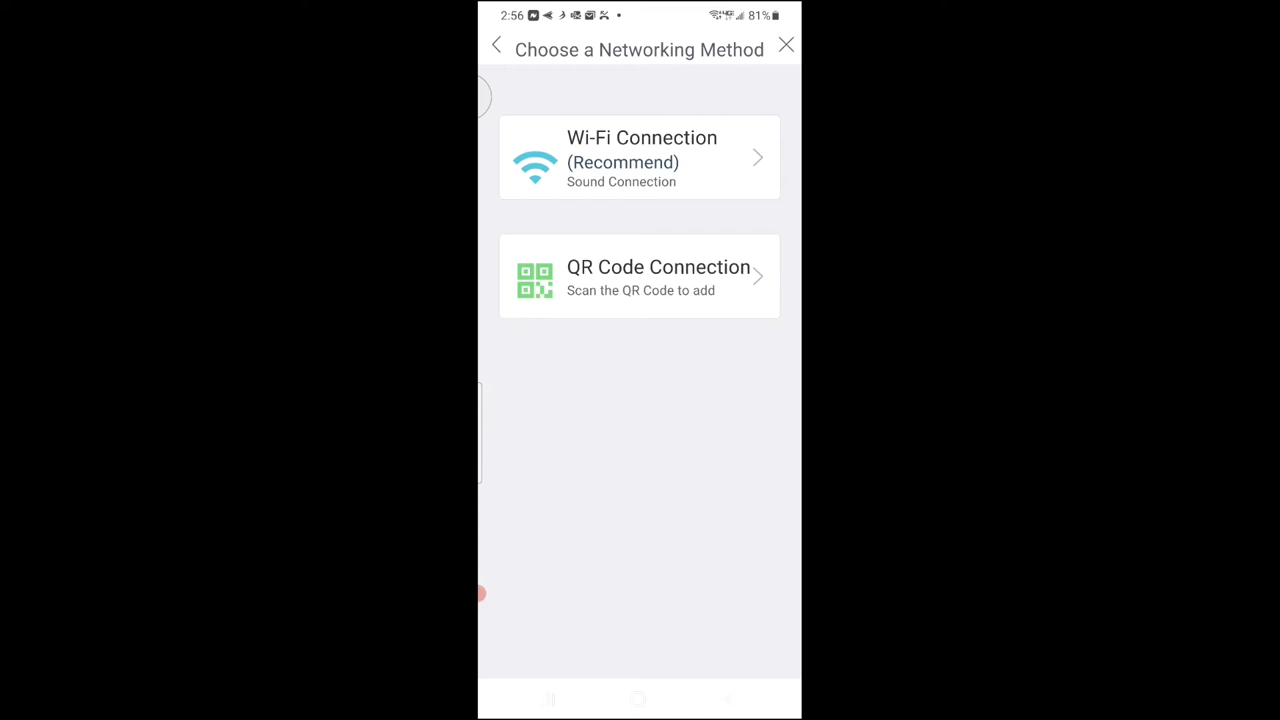 2:56
81%
Choose a Networking Method
Wi-Fi Connection
(Recommend)
Sound Connection
QR Code Connection
Scan the QR Code to add